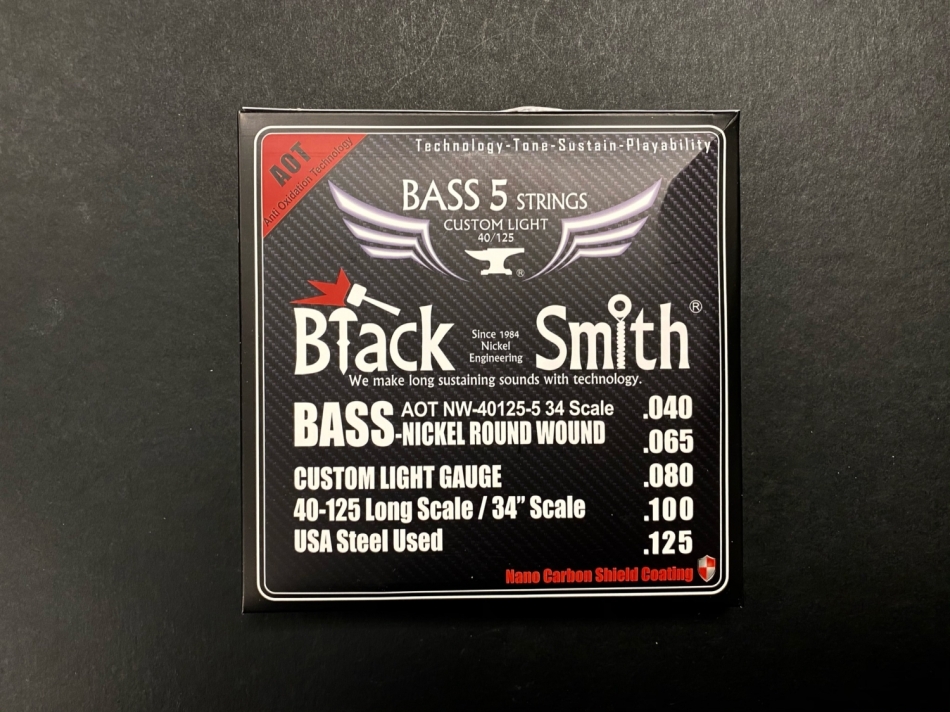 AOT
Anti Oxidation Technology
Technology-Tone-Sustain-Playability
BASS 5 STRINGS
CUSTOM LIGHT
40/125
®
Black Smith®
Since 1984
Nickel
Engineering
We make long sustaining sounds with technology.
BASS AOT NW-40125-5 34 Scale
-NICKEL ROUND WOUND
CUSTOM LIGHT GAUGE
40-125 Long Scale / 34” Scale
USA Steel Used
.040
.065
.080
.100
.125
Nano Carbon Shield Coating